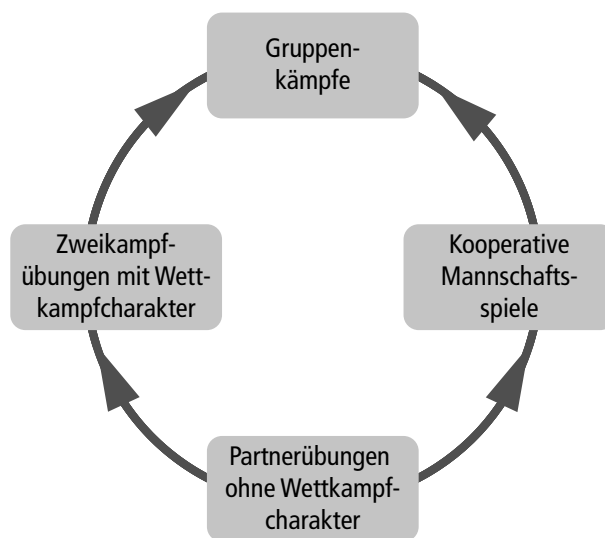 Gruppen-
kämpfe
Zweikampf-
übungen mit Wett-
kampfcharakter
Kooperative
Mannschafts-
spiele
Partnerübungen
ohne Wettkampf-
charakter